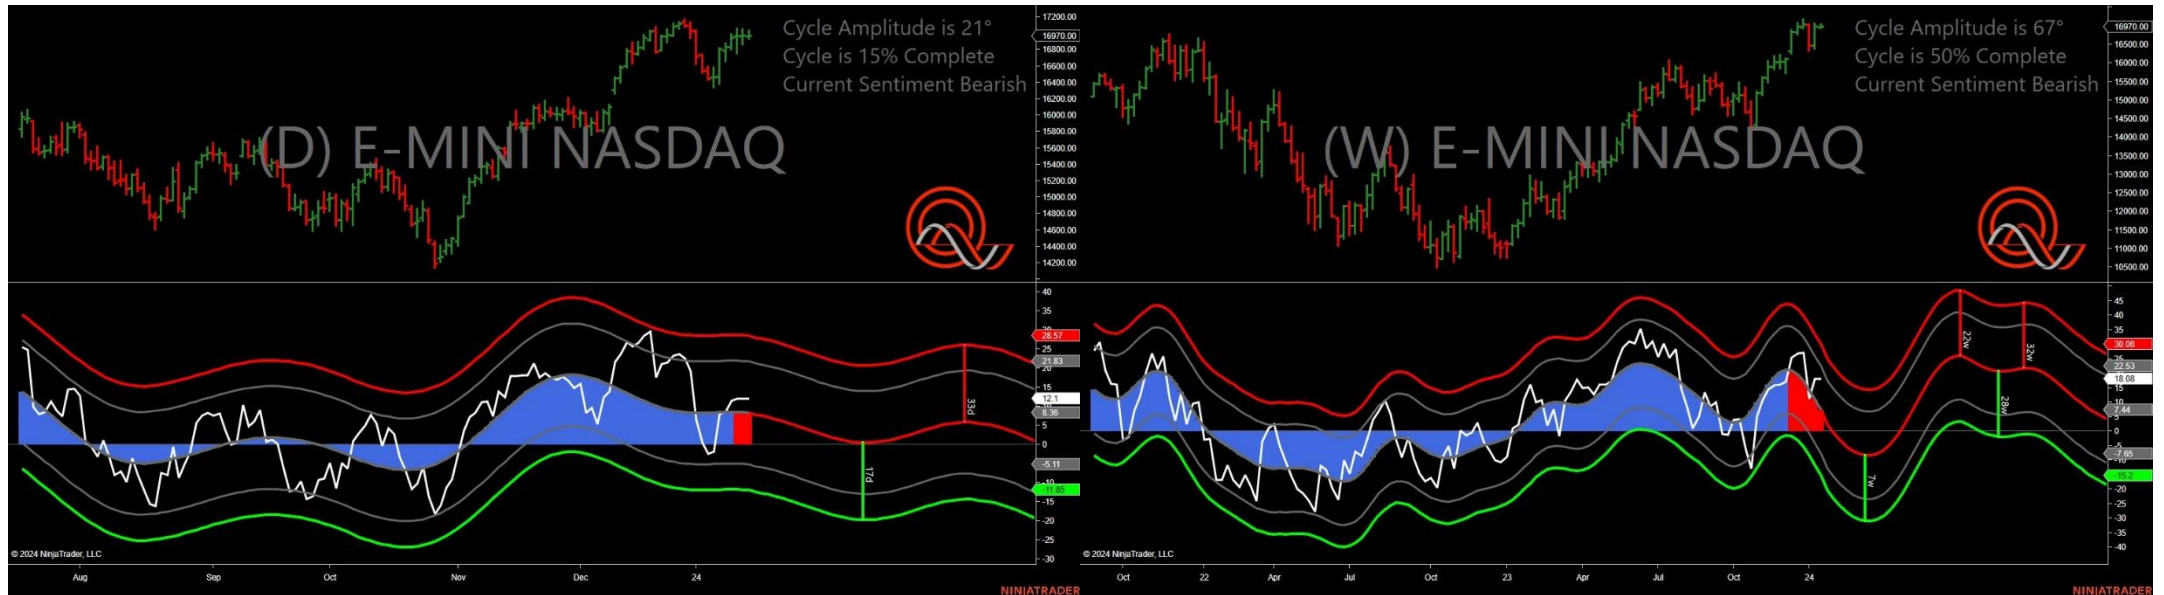 Cycle Amplitude is 21°
Cycle is 15% Complete
Current Sentiment Bearish
(D) E-MINI NASDAQ
17200.00
16970.00
16800.00
16400.00
16200.00
15800.00
15600.00
15400.00
15200.00
15000.00
14800.00
14600.00
14400.00
14200.00
40
35
28.57
25
21.83
20
15
12.1
8.36
5
0
-5.11
-10
-11.85
-15
-20
-25
-30
33d
17d
© 2024 NinjaTrader, LLC
Aug
Sep
Oct
Nov
Dec
24
NINJATRADER
Cycle Amplitude is 67°
Cycle is 50% Complete
Current Sentiment Bearish
(W) E-MINI NASDAQ
16970.00
16500.00
16000.00
15500.00
15000.00
14500.00
14000.00
13500.00
13000.00
12500.00
12000.00
11500.00
11000.00
10500.00
45
40
35
30.08
25
22.53
18.08
15
10
7.44
5
0
-5
-7.65
-10
-15.2
-20
-25
-30
-35
-40
22w
32w
28w
7w
© 2024 NinjaTrader, LLC
Oct
22
Apr
Jul
Oct
23
Apr
Jul
Oct
24
NINJATRADER